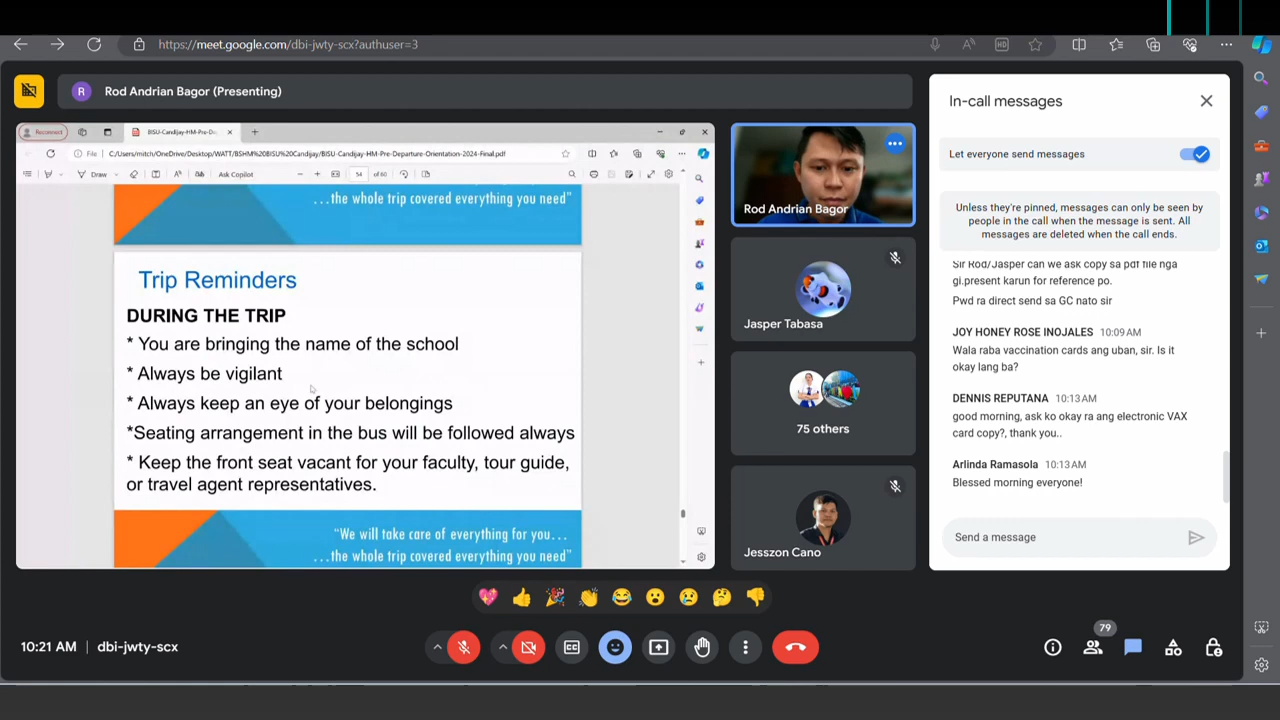 https://meet.google.com/dbi-jwty-scx?authuser=3
R
Rod Andrian Bagor (Presenting)
Reconnect
BISU-Candijay-HM-Pre-De
File
C:/Users/mitch/OneDrive/Desktop/WATT/BSHM%20BISU%20Candijay/BISU-Candijay-HM-Pre-Departure-Orientation-2024-Final.pdf
Draw
Ask Copilot
54
of 60
…the whole trip covered everything you need”
Trip Reminders
DURING THE TRIP
* You are bringing the name of the school
* Always be vigilant
* Always keep an eye of your belongings
*Seating arrangement in the bus will be followed always
* Keep the front seat vacant for your faculty, tour guide,
or travel agent representatives.
“We will take care of everything for you…
…the whole trip covered everything you need”
Rod Andrian Bagor
Jasper Tabasa
75 others
Jesszon Cano
In-call messages
Let everyone send messages
Unless they're pinned, messages can only be seen by
people in the call when the message is sent. All
messages are deleted when the call ends.
Sir Rod/Jasper can we ask copy sa pdf file nga
gi.present karun for reference po.
Pwd ra direct send sa GC nato sir
JOY HONEY ROSE INOJALES 10:09 AM
Wala raba vaccination cards ang uban, sir. Is it
okay lang ba?
DENNIS REPUTANA 10:13 AM
good morning, ask ko okay ra ang electronic VAX
card copy?, thank you..
Arlinda Ramasola 10:13 AM
Blessed morning everyone!
Send a message
10:21 AM | dbi-jwty-scx
79